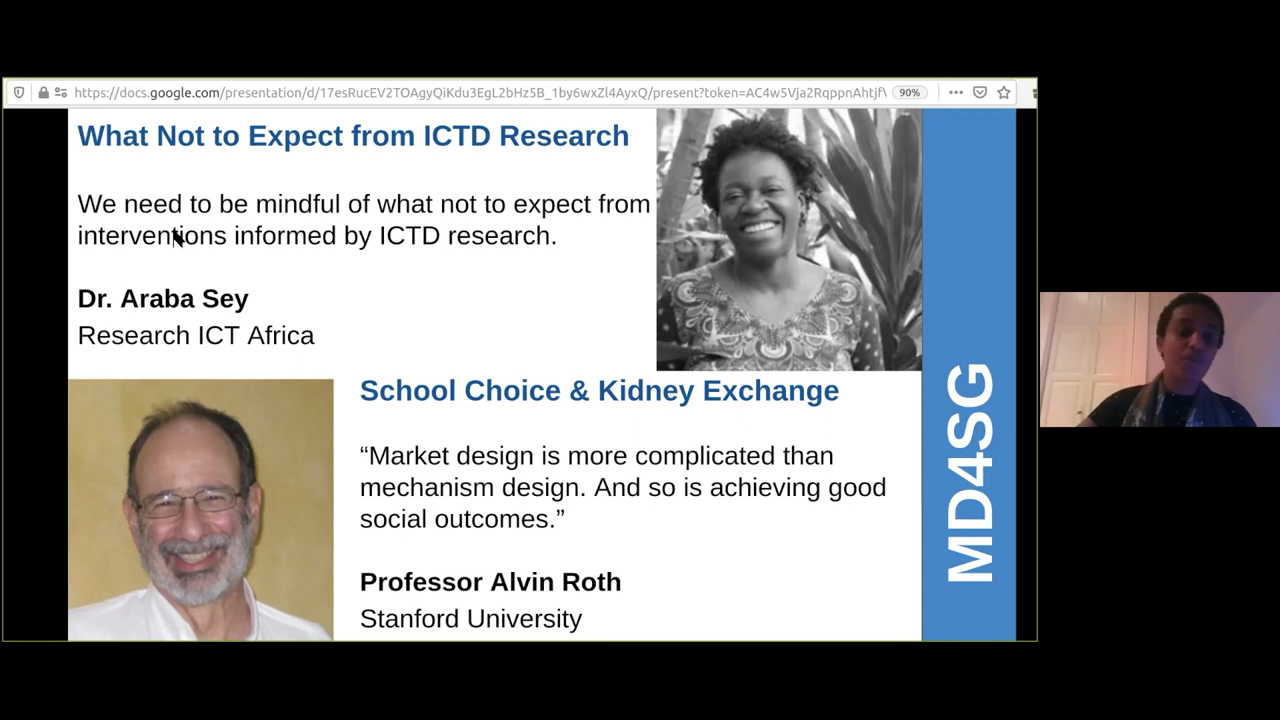 https://docs.google.com/presentation/d/17esRucEV2TOAgyQiKdu3EgL2bHz5B_1by6wxZl4AyxQ/present?token=AC4w5Vja2RqppnAhtjf
90%
What Not to Expect from ICTD Research
We need to be mindful of what not to expect from
interventions informed by ICTD research.
Dr. Araba Sey
Research ICT Africa
School Choice & Kidney Exchange
“Market design is more complicated than
mechanism design. And so is achieving good
social outcomes.”
Professor Alvin Roth
Stanford University
MD4SG